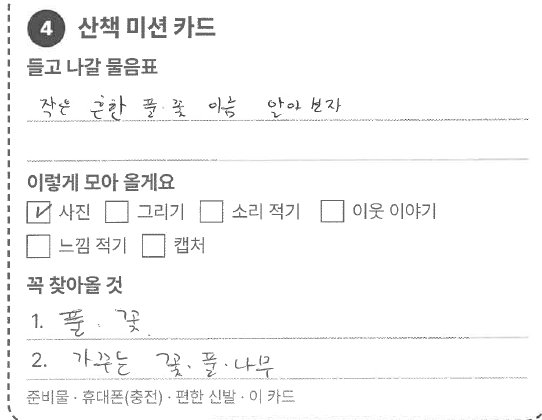 4 산책 미션 카드
들고 나갈 물음표
작은 흔한 풀·꽃 이름 알아보자
이렇게 모아 올게요
사진 그리기 소리 적기 이웃 이야기
느낌 적기 캡처
꼭 찾아올 것
1. 풀·꽃
2. 가꾸는 꽃·풀·나무
준비물·휴대폰(충전)·편한 신발·이 카드